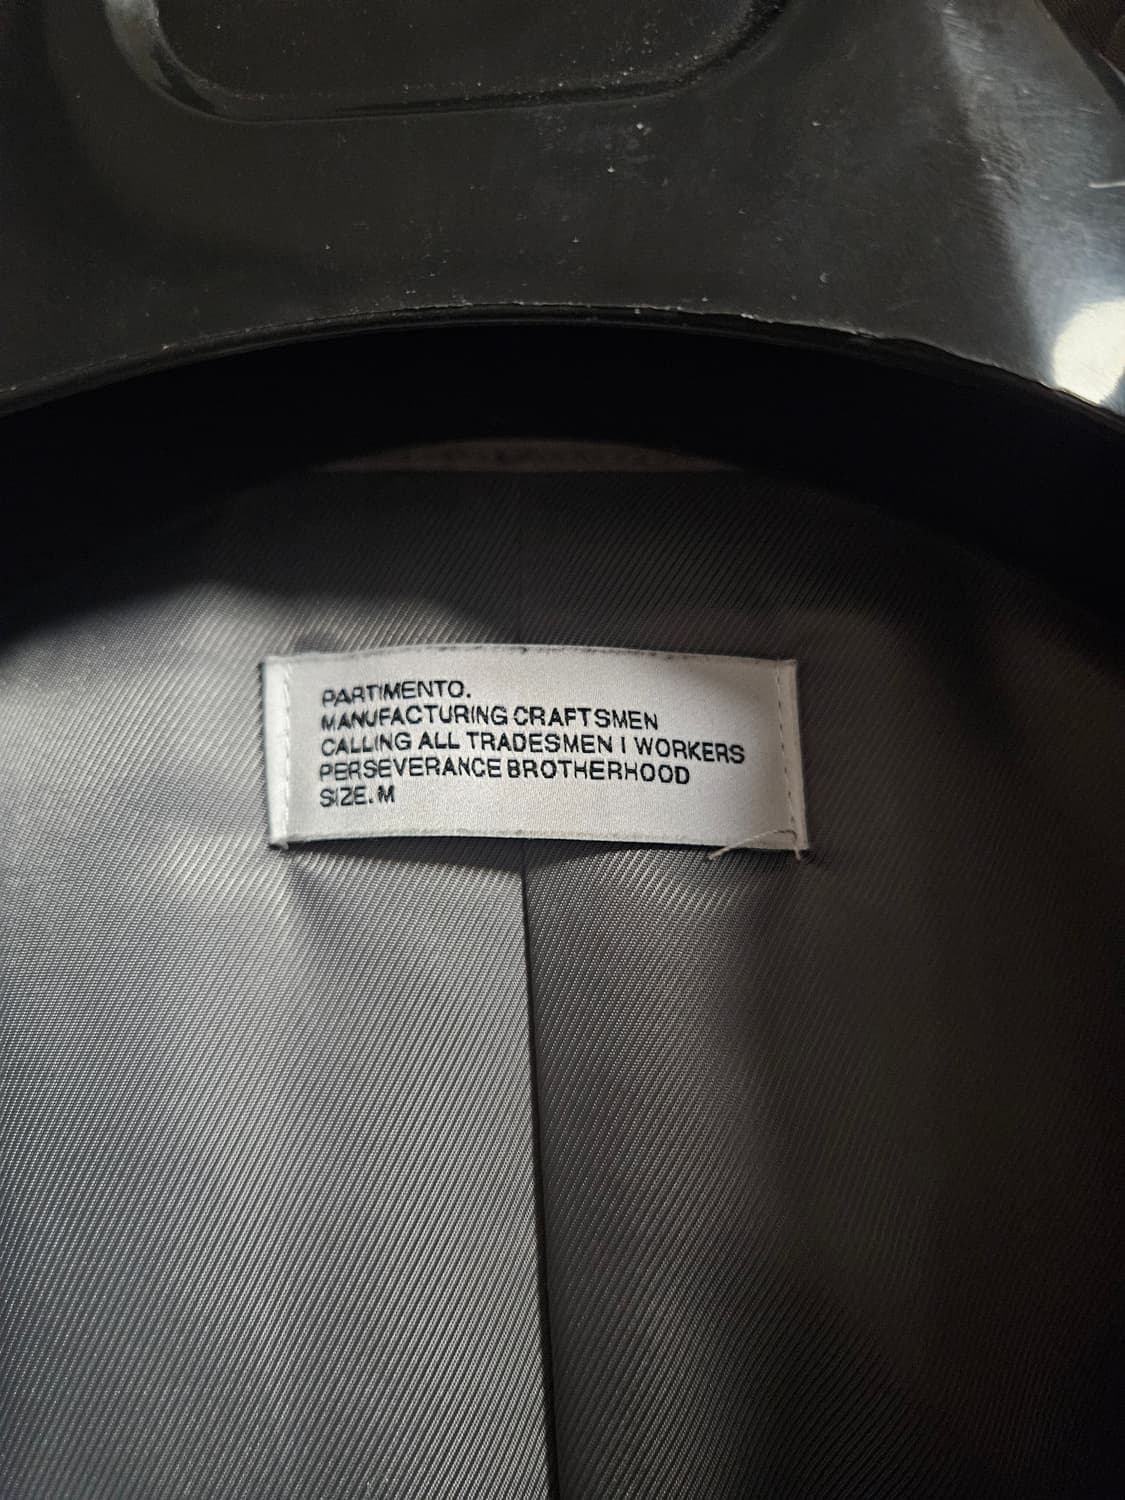 PARTIMENTO.
MANUFACTURING CRAFTSMEN
CALLING ALL TRADESMEN I WORKERS
PERSEVERANCE BROTHERHOOD
SIZE. M